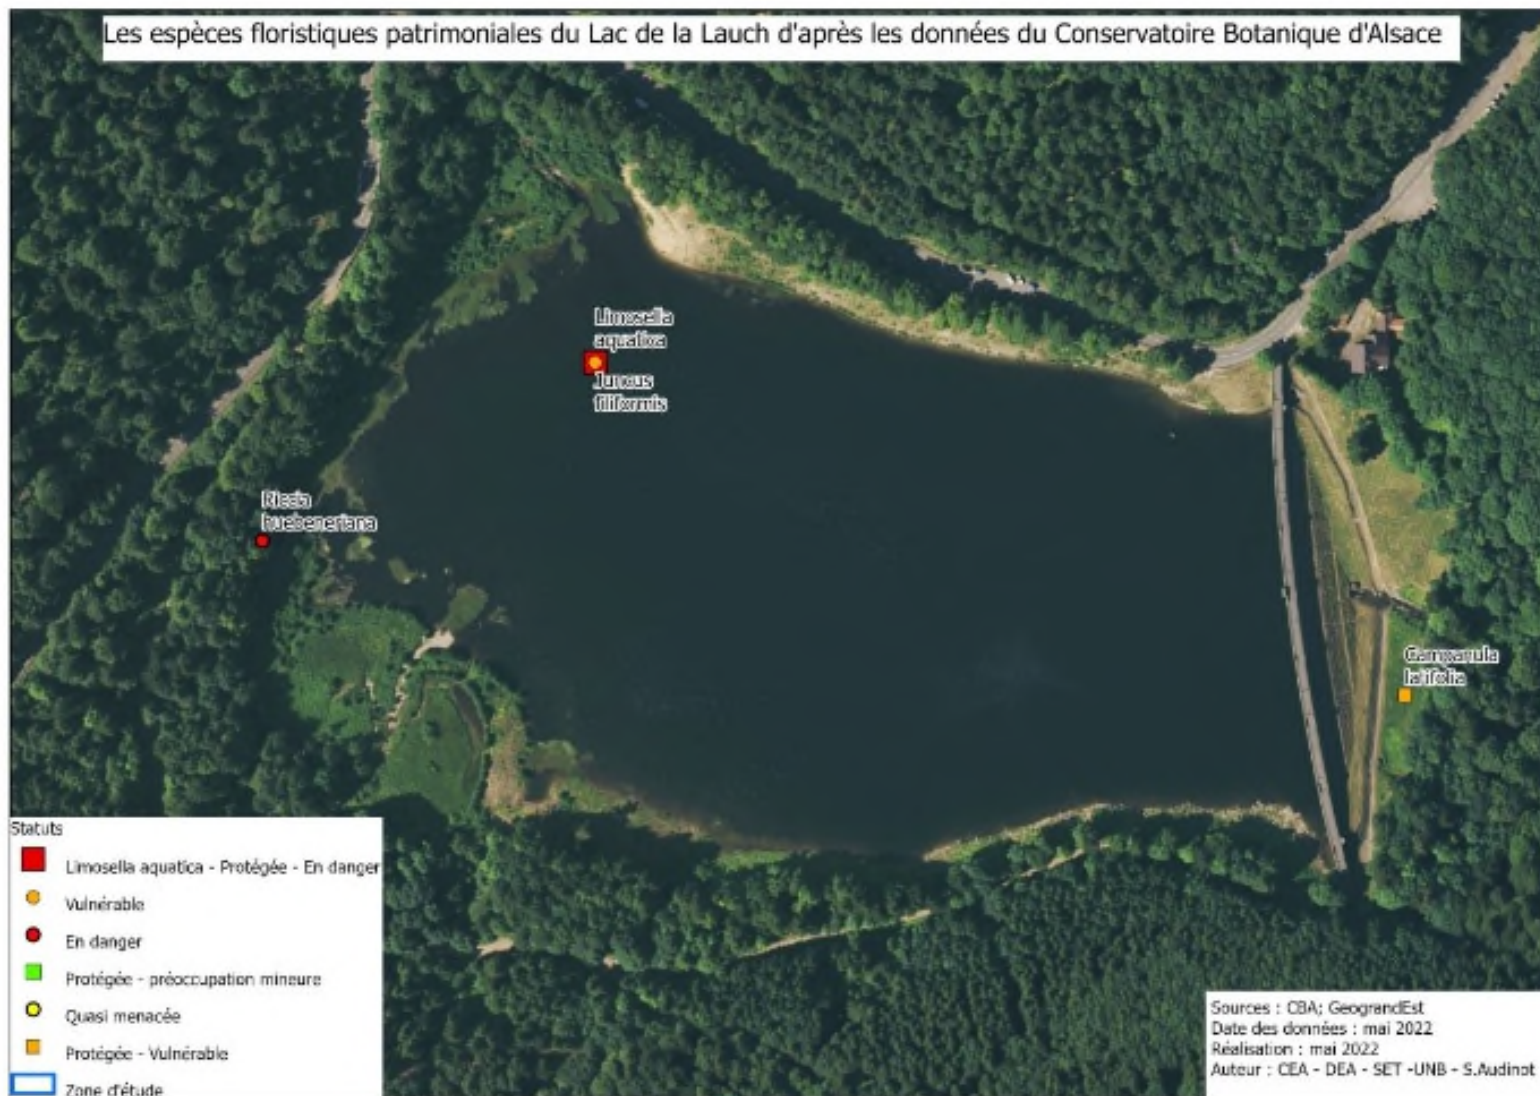 Les espèces floristiques patrimoniales du Lac de la Lauch d'après les données du Conservatoire Botanique d'Alsace
Limosella
aquatica
Juncus
filiformis
Riccia
huebeneriana
Campanula
latifolia
Statuts
Limosella aquatica - Protégée - En danger
Vulnérable
En danger
Protégée - préoccupation mineure
Quasi menacée
Protégée - Vulnérable
Zone d'étude
Sources : CBA; GeograndEst
Date des données : mai 2022
Réalisation : mai 2022
Auteur : CEA - DEA - SET -UNB - S.Audinot